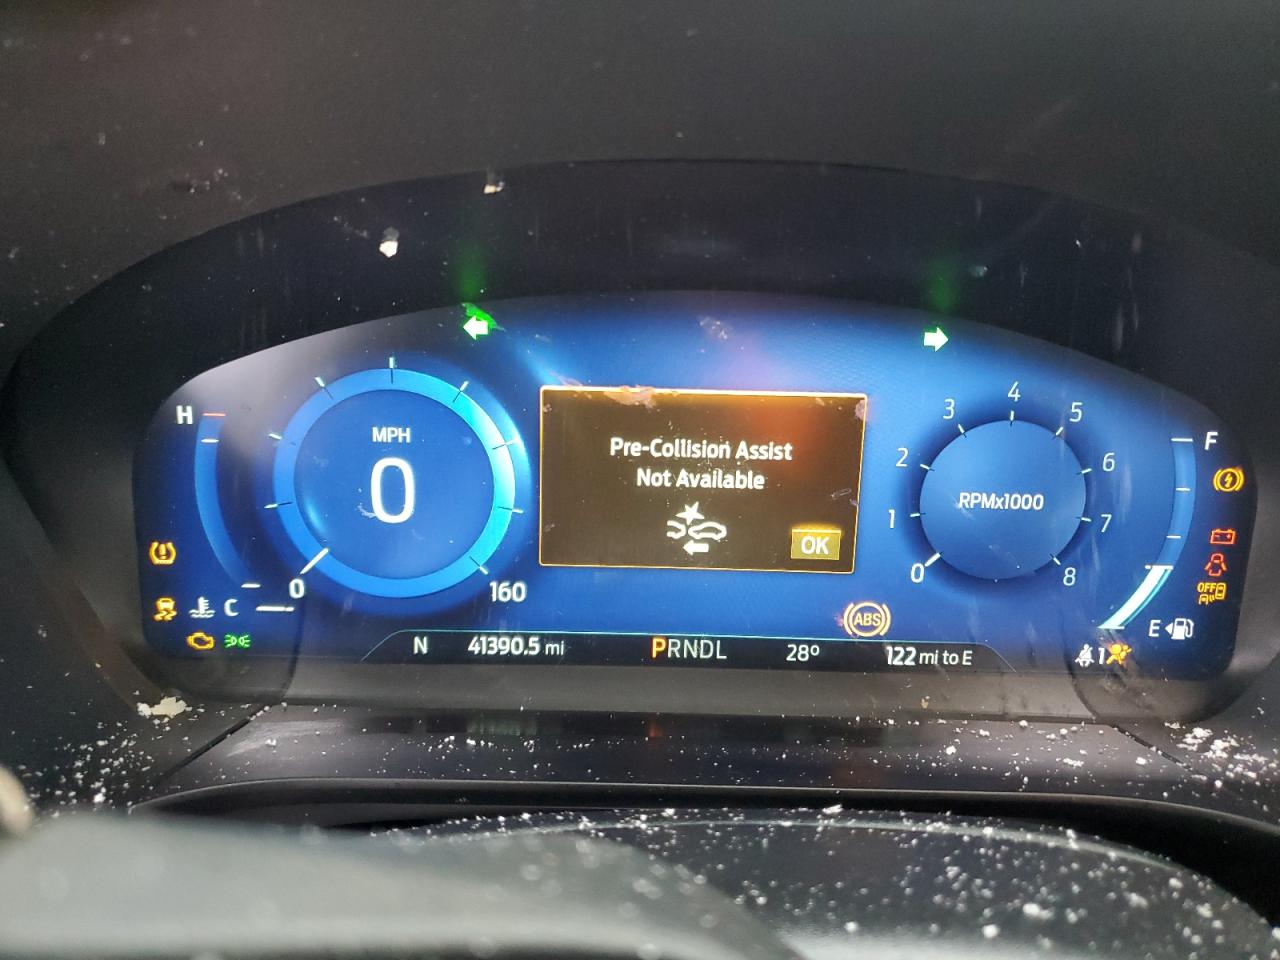 H
MPH
0
0
160
C
Pre-Collision Assist
Not Available
OK
0
1
2
3
4
5
6
7
8
RPMx1000
F
OFF
E
ABS
N 41390.5 mi PRNDL 28° 122 mi to E
1